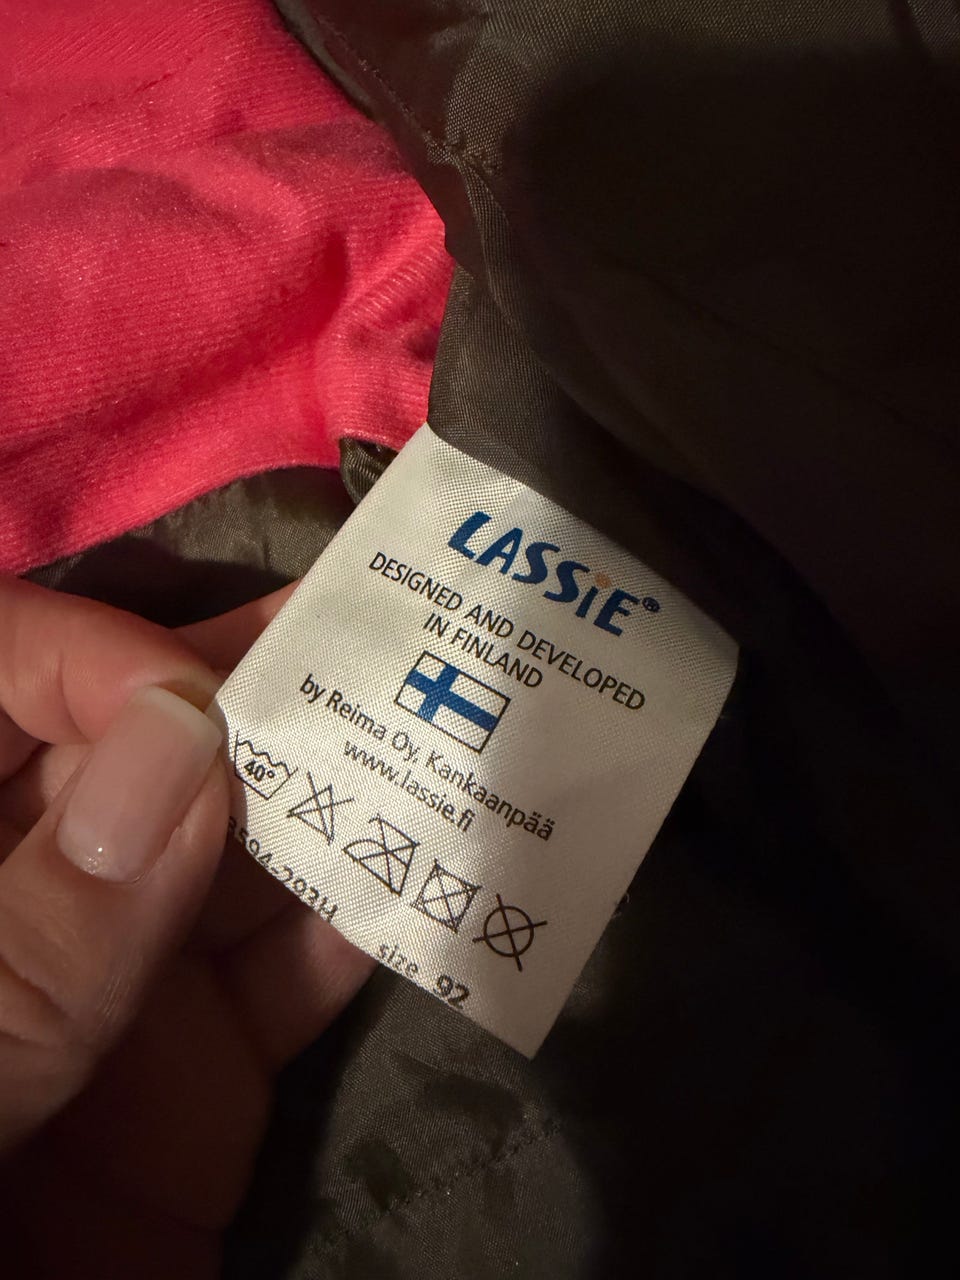 LASSiE®
DESIGNED AND DEVELOPED
IN FINLAND
by Reima Oy, Kankaanpää
www.lassie.fi
40°
size 92